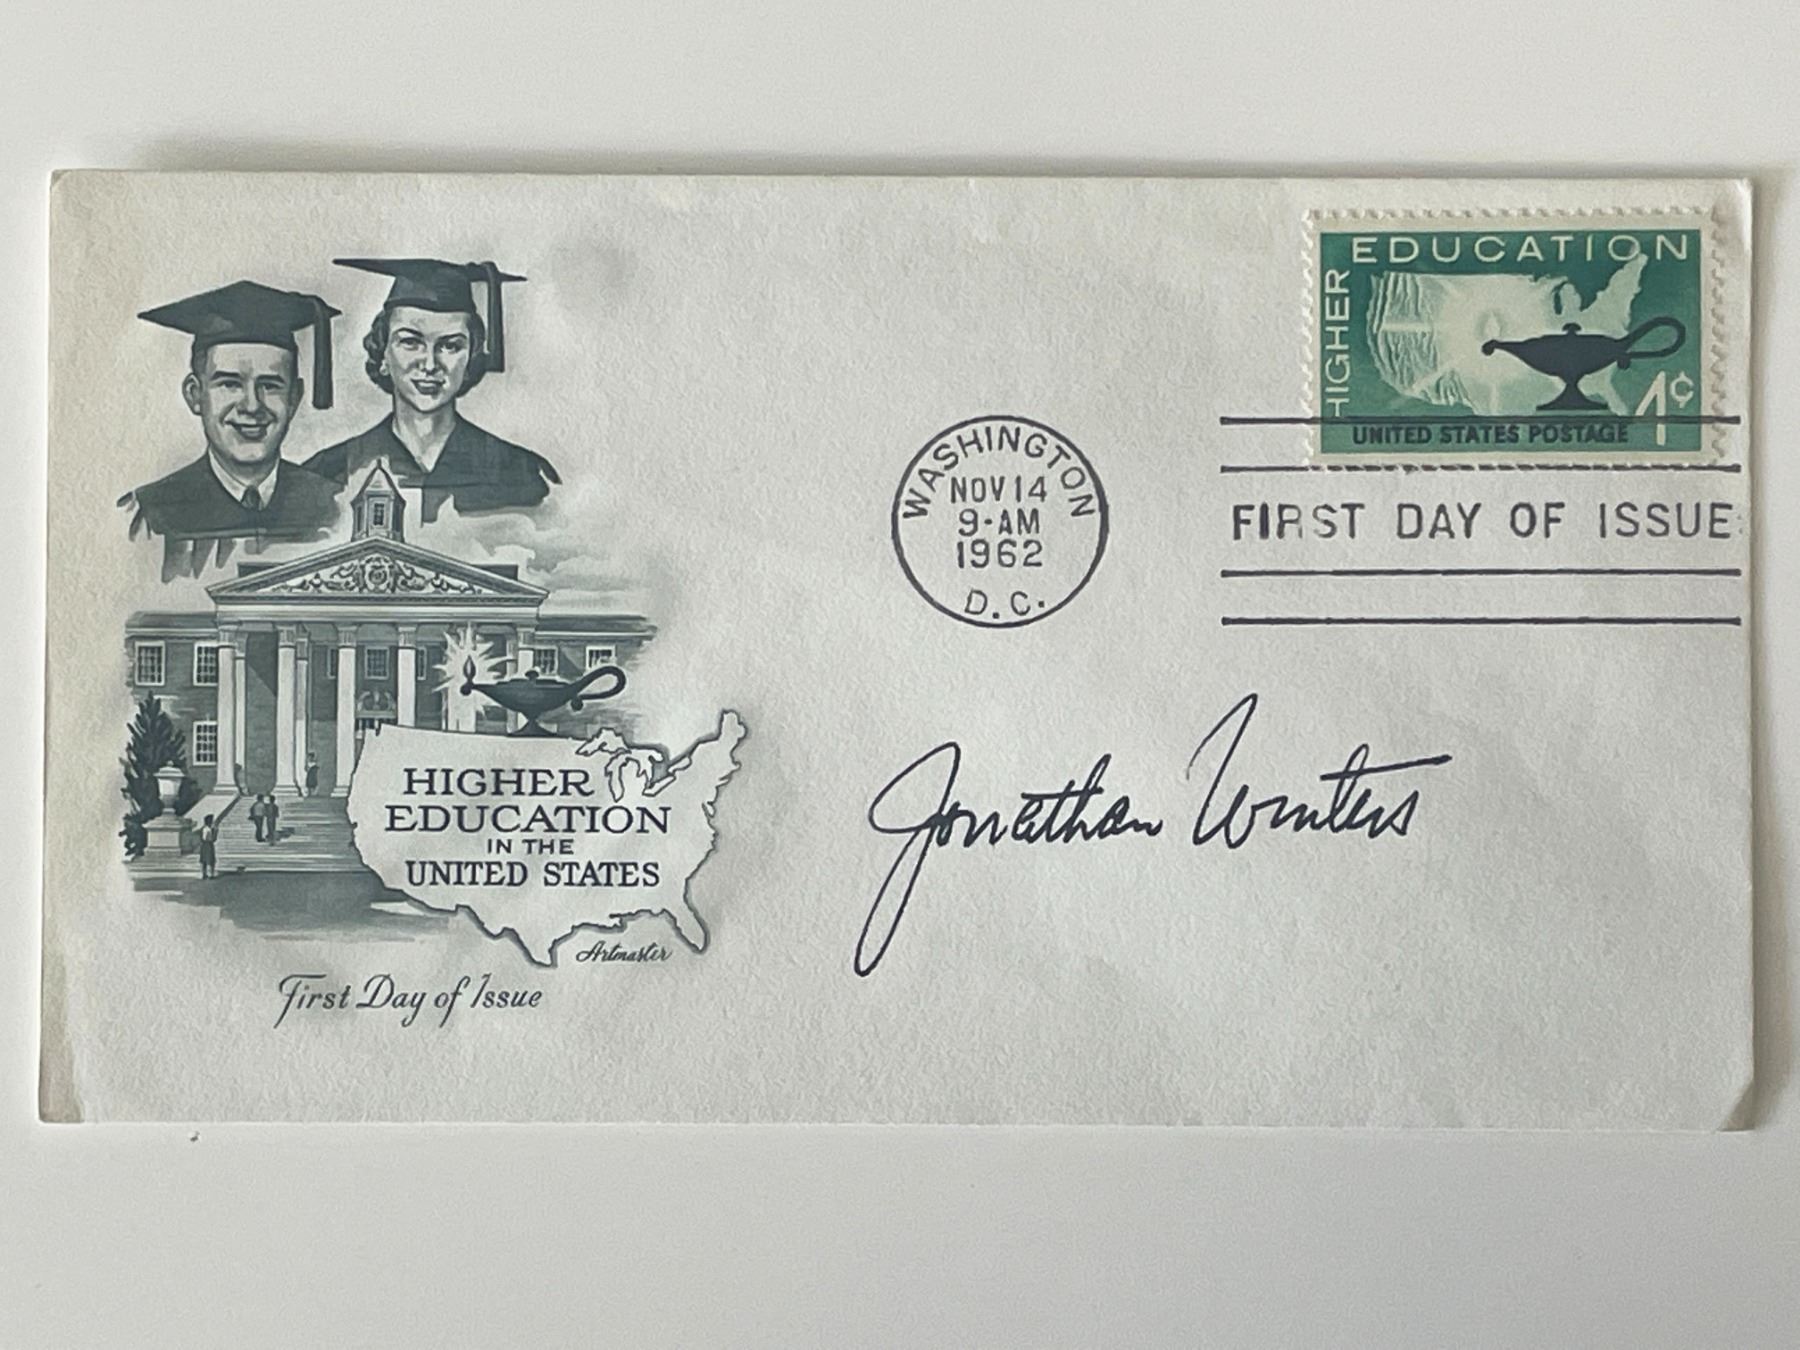 HIGHER
EDUCATION
IN THE
UNITED STATES
Artmaster
First Day of Issue
WASHINGTON
NOV 14
9-AM
1962
D.C.
HIGHER
EDUCATION
1¢
UNITED STATES POSTAGE
FIRST DAY OF ISSUE
Jonathan Winters